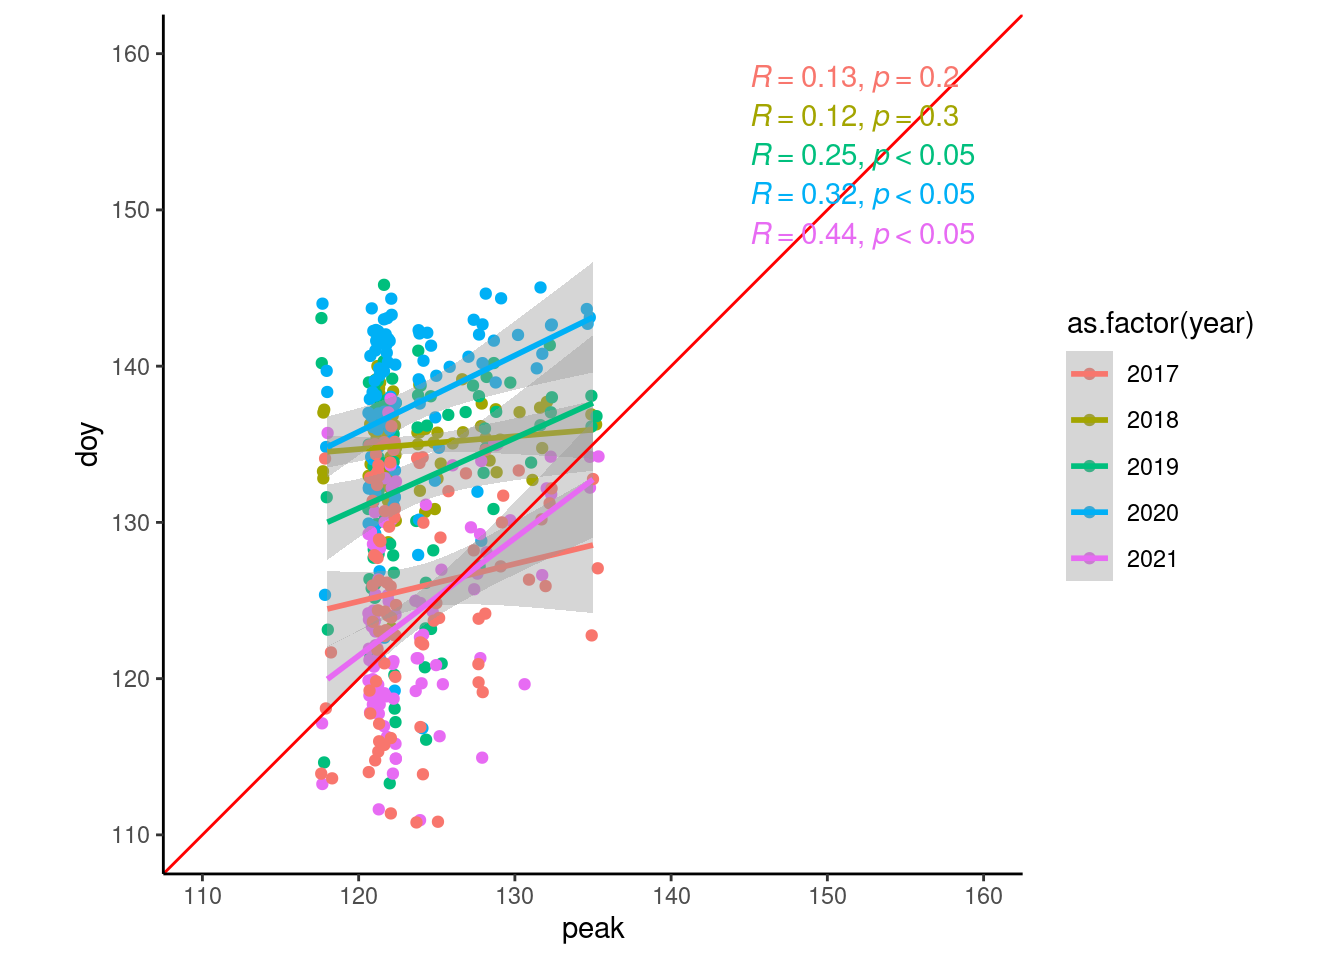 160
150
140
130
120
110
doy
R = 0.13, p = 0.2
R = 0.12, p = 0.3
R = 0.25, p < 0.05
R = 0.32, p < 0.05
R = 0.44, p < 0.05
110 120 130 140 150 160
peak
as.factor(year)
2017
2018
2019
2020
2021